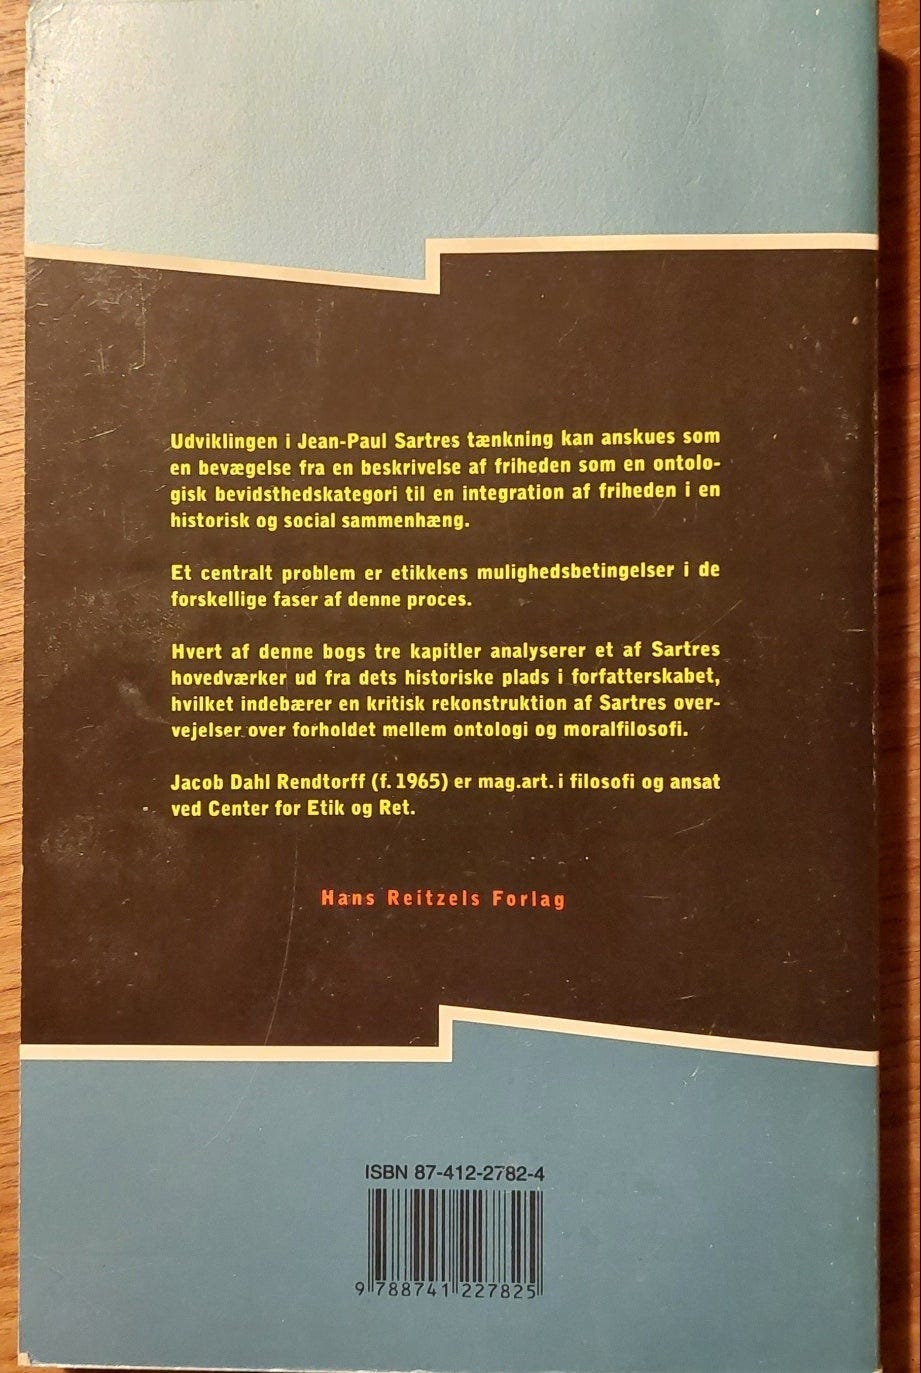 Udviklingen i Jean-Paul Sartres tænkning kan anskues som
en bevægelse fra en beskrivelse af friheden som en ontolo-
gisk bevidsthedskategori til en integration af friheden i en
historisk og social sammenhæng.
Et centralt problem er etikkens mulighedsbetingelser i de
forskellige faser af denne proces.
Hvert af denne bogs tre kapitler analyserer et af Sartres
hovedværker ud fra dets historiske plads i forfatterskabet,
hvilket indebærer en kritisk rekonstruktion af Sartres over-
vejelser over forholdet mellem ontologi og moralfilosofi.
Jacob Dahl Rendtorff (f. 1965) er mag.art. i filosofi og ansat
ved Center for Etik og Ret.
Hans Reitzels Forlag
ISBN 87-412-2782-4
9 788741 227825